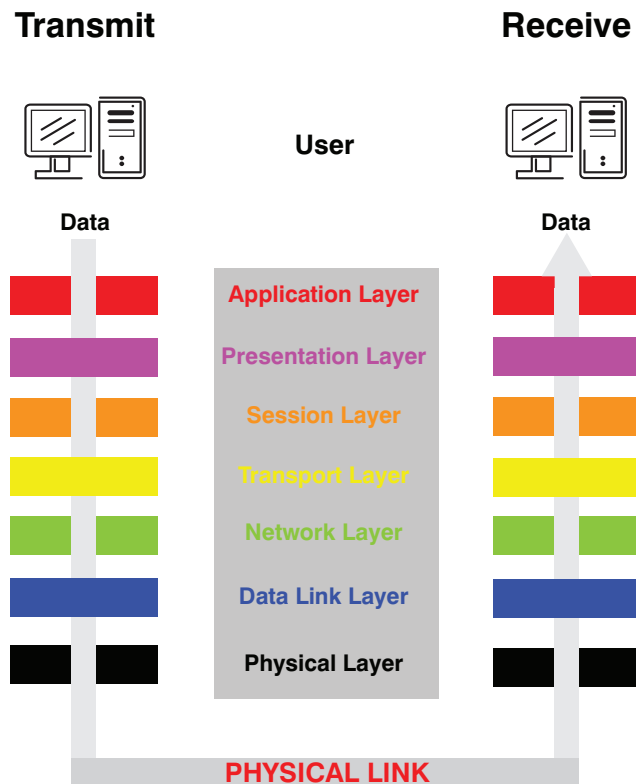 Transmit
Receive
User
Data
Data
Application Layer
Presentation Layer
Session Layer
Transport Layer
Network Layer
Data Link Layer
Physical Layer
PHYSICAL LINK